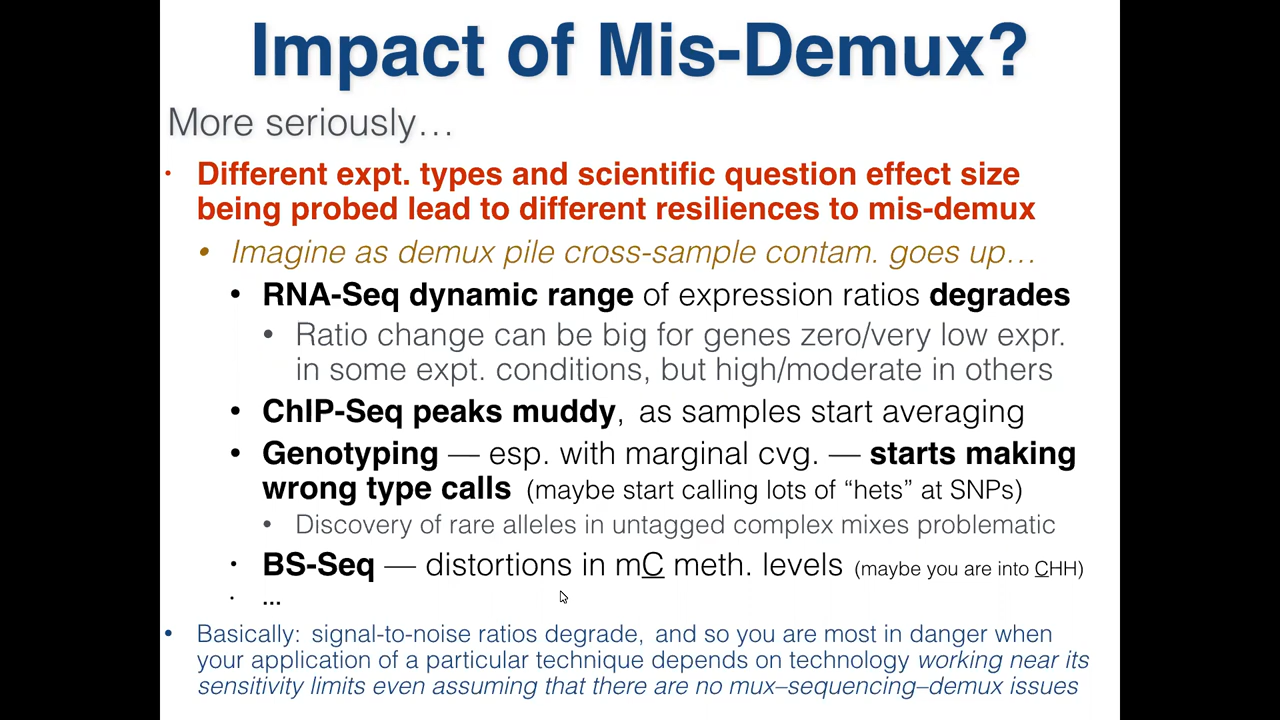 Impact of Mis-Demux?
More seriously…
• Different expt. types and scientific question effect size
being probed lead to different resiliences to mis-demux
• Imagine as demux pile cross-sample contam. goes up…
• RNA-Seq dynamic range of expression ratios degrades
• Ratio change can be big for genes zero/very low expr.
in some expt. conditions, but high/moderate in others
• ChIP-Seq peaks muddy, as samples start averaging
• Genotyping — esp. with marginal cvg. — starts making
wrong type calls (maybe start calling lots of “hets” at SNPs)
• Discovery of rare alleles in untagged complex mixes problematic
• BS-Seq — distortions in mC meth. levels (maybe you are into CHH)
• ...
• Basically: signal-to-noise ratios degrade, and so you are most in danger when
your application of a particular technique depends on technology working near its
sensitivity limits even assuming that there are no mux–sequencing–demux issues